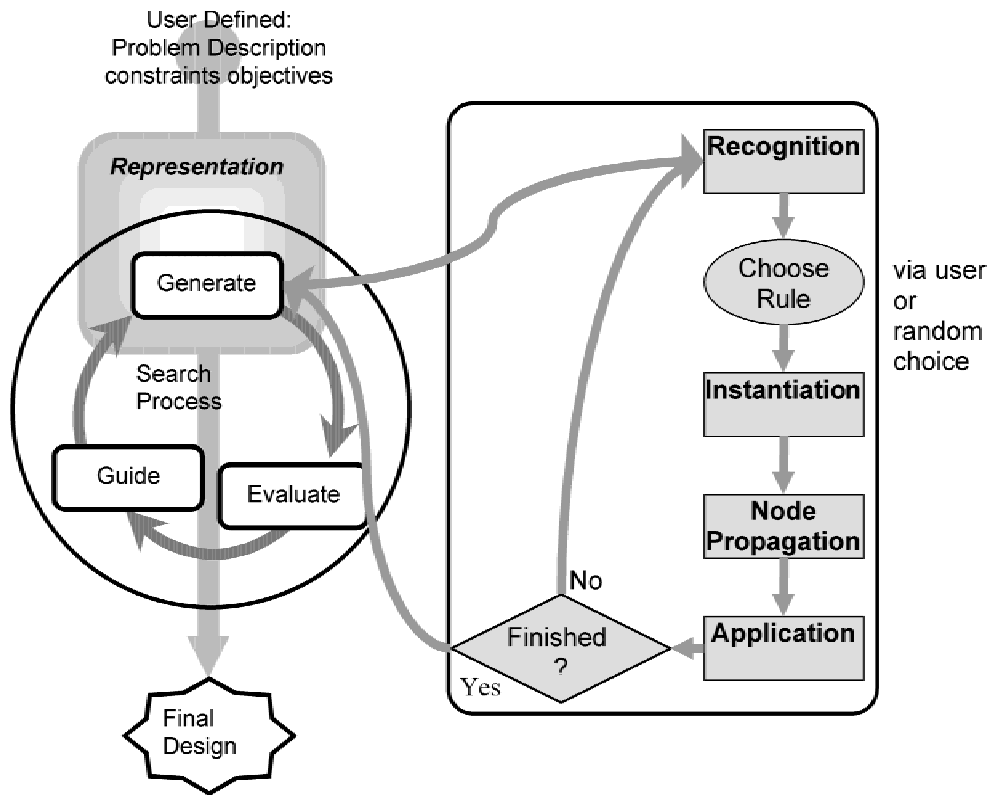 User Defined:
Problem Description
constraints objectives
Representation
Generate
Search
Process
Guide
Evaluate
Final
Design
Recognition
Choose
Rule
via user
or
random
choice
Instantiation
Node
Propagation
Application
Finished
?
No
Yes